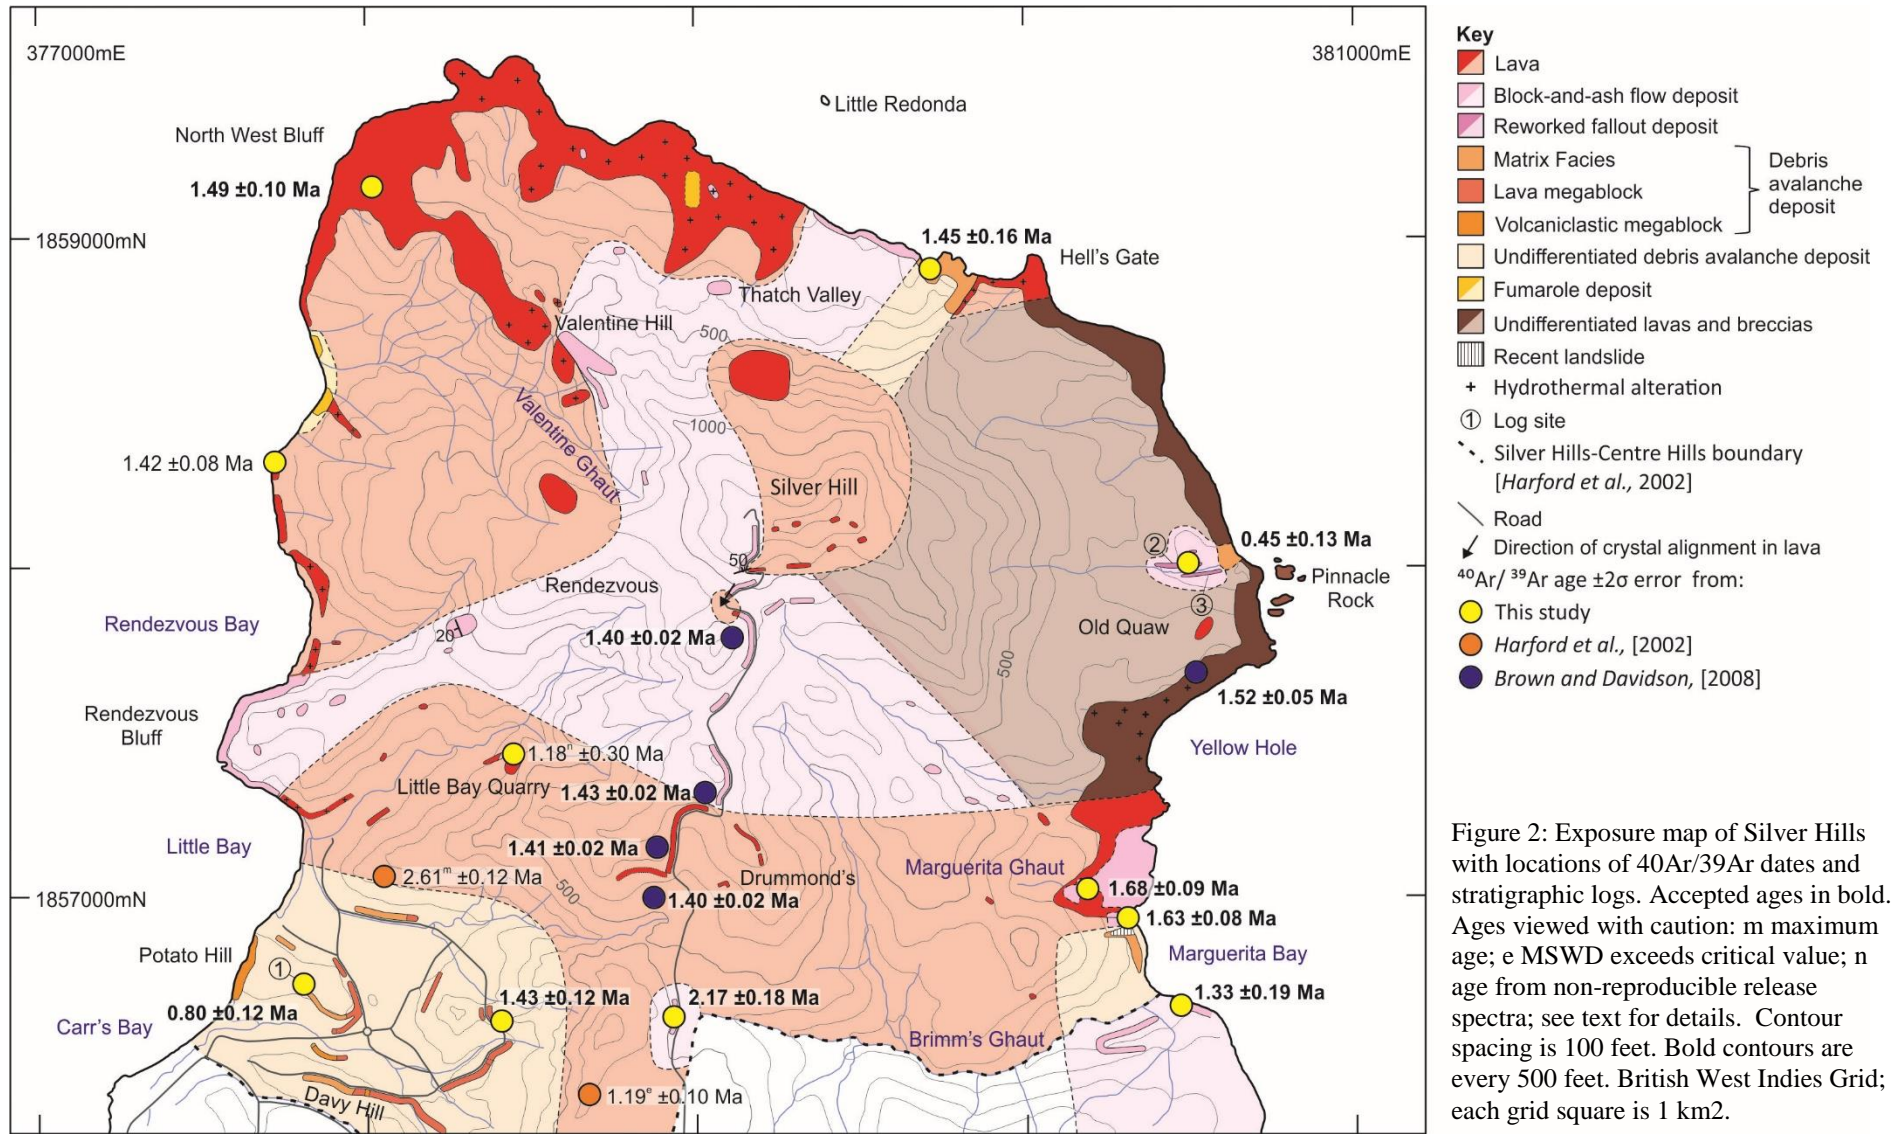 377000mE
381000mE
Little Redonda
North West Bluff
1.49 ±0.10 Ma
1859000mN
1.45 ±0.16 Ma
Hell's Gate
Thatch Valley
Valentine Hill
500
Valentine Ghaut
1000
1.42 ±0.08 Ma
Silver Hill
2
0.45 ±0.13 Ma
50
Pinnacle
Rock
Rendezvous
3
Rendezvous Bay
20
Old Quaw
1.40 ±0.02 Ma
500
1.52 ±0.05 Ma
Rendezvous
Bluff
Yellow Hole
1.18ⁿ ±0.30 Ma
Little Bay Quarry
1.43 ±0.02 Ma
Little Bay
1.41 ±0.02 Ma
Marguerita Ghaut
2.61ᵐ ±0.12 Ma
Drummond's
1.68 ±0.09 Ma
1857000mN
500
1.40 ±0.02 Ma
1.63 ±0.08 Ma
Potato Hill
Marguerita Bay
1
1.43 ±0.12 Ma
2.17 ±0.18 Ma
1.33 ±0.19 Ma
0.80 ±0.12 Ma
Carr's Bay
Brimm's Ghaut
Davy Hill
1.19ᵉ ±0.10 Ma
Key
Lava
Block-and-ash flow deposit
Reworked fallout deposit
Matrix Facies
Lava megablock
Volcaniclastic megablock
Debris
avalanche
deposit
Undifferentiated debris avalanche deposit
Fumarole deposit
Undifferentiated lavas and breccias
Recent landslide
+ Hydrothermal alteration
① Log site
Silver Hills-Centre Hills boundary
[Harford et al., 2002]
Road
Direction of crystal alignment in lava
⁴⁰Ar/ ³⁹Ar age ±2σ error from:
This study
Harford et al., [2002]
Brown and Davidson, [2008]
Figure 2: Exposure map of Silver Hills
with locations of 40Ar/39Ar dates and
stratigraphic logs. Accepted ages in bold.
Ages viewed with caution: m maximum
age; e MSWD exceeds critical value; n
age from non-reproducible release
spectra; see text for details. Contour
spacing is 100 feet. Bold contours are
every 500 feet. British West Indies Grid;
each grid square is 1 km2.